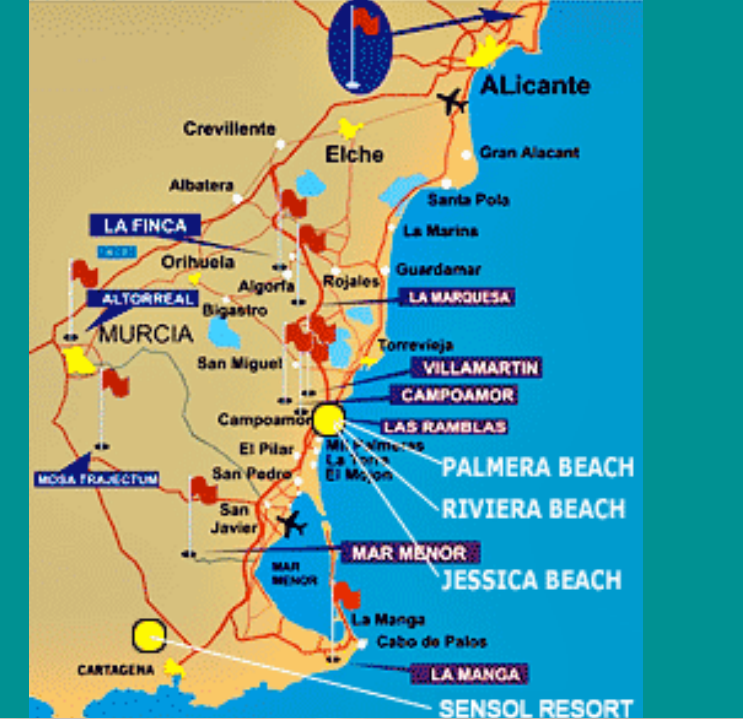 ALicante
Crevillente
Elche
Gran Alacant
Albatera
Santa Pola
LA FINCA
La Marina
Orihuela
Guardamar
Algorfa
Rojales
ALTORREAL
LA MARQUESA
Bigastro
MURCIA
Torrevieja
San Miguel
VILLAMARTIN
CAMPOAMOR
Campoamor
LAS RAMBLAS
El Pilar
Mil Palmeras
La Torre
PALMERA BEACH
San Pedro
El Mojon
MOSA TRAJECTUM
RIVIERA BEACH
San
Javier
MAR MENOR
MAR
MENOR
JESSICA BEACH
La Manga
Cabo de Palos
CARTAGENA
LA MANGA
SENSOL RESORT